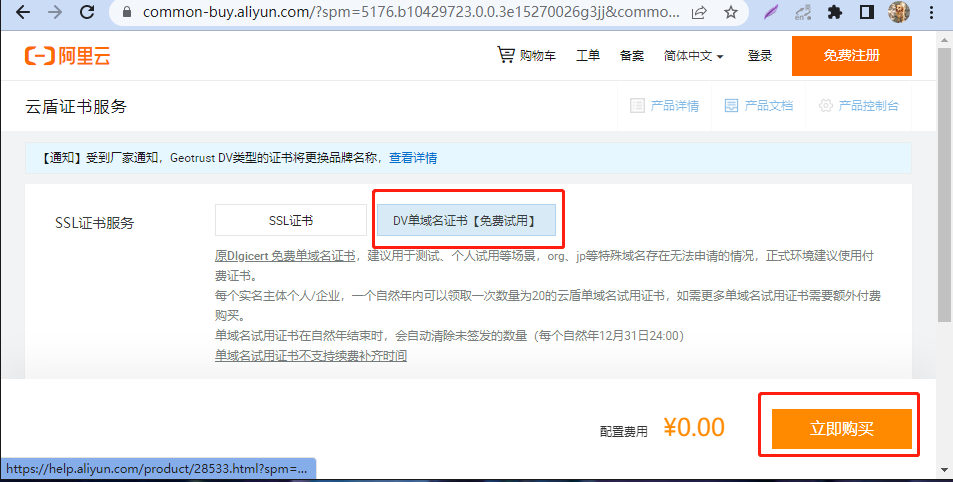 common-buy.aliyun.com/?spm=5176.b10429723.0.0.3e15270026g3jj&commo...
阿里云
购物车 工单 备案 简体中文 登录 免费注册
云盾证书服务 产品详情 产品文档 产品控制台
【通知】受到厂家通知，Geotrust DV类型的证书将更换品牌名称，查看详情
SSL证书服务 SSL证书 DV单域名证书【免费试用】
原DIgicert 免费单域名证书，建议用于测试、个人试用等场景，org、jp等特殊域名存在无法申请的情况，正式环境建议使用付
费证书。
每个实名主体个人/企业，一个自然年内可以领取一次数量为20的云盾单域名试用证书，如需更多单域名试用证书需要额外付费
购买。
单域名试用证书在自然年结束时，会自动清除未签发的数量（每个自然年12月31日24:00）
单域名试用证书不支持续费补齐时间
配置费用 ¥0.00 立即购买
https://help.aliyun.com/product/28533.html?spm=...